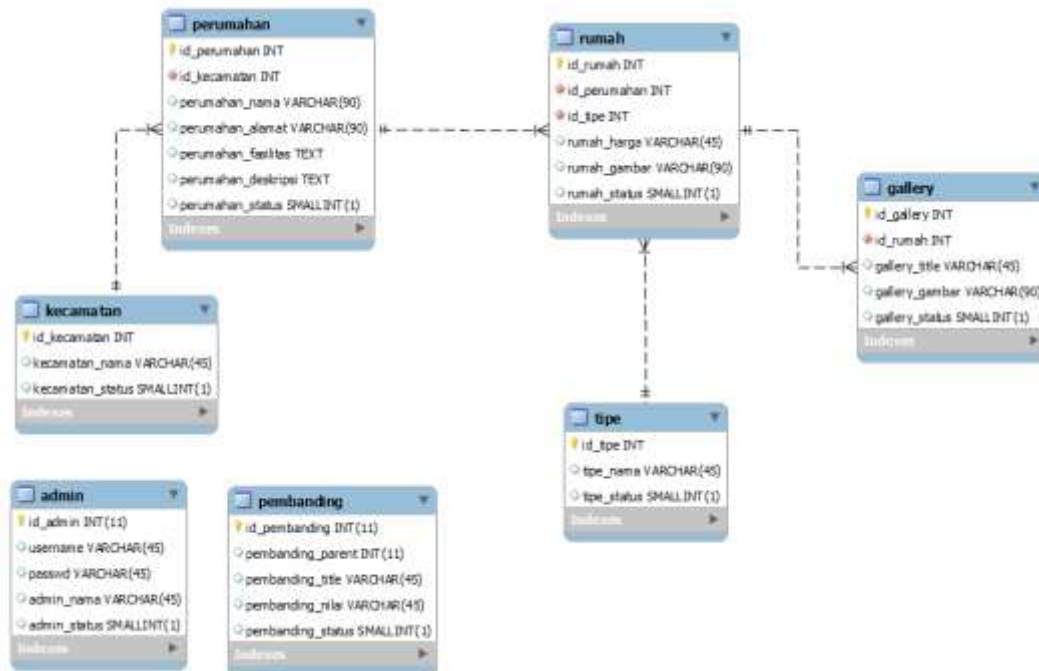 perumahan
id_perumahan INT
id_kecamatan INT
perumahan_nama VARCHAR(90)
perumahan_alamat VARCHAR(90)
perumahan_fasilitas TEXT
perumahan_deskripsi TEXT
perumahan_status SMALLINT(1)
Indexes
rumah
id_rumah INT
id_perumahan INT
id_tipe INT
rumah_harga VARCHAR(45)
rumah_gambar VARCHAR(90)
rumah_status SMALLINT(1)
Indexes
gallery
id_gallery INT
id_rumah INT
gallery_title VARCHAR(45)
gallery_gambar VARCHAR(90)
gallery_status SMALLINT(1)
Indexes
kecamatan
id_kecamatan INT
kecamatan_nama VARCHAR(45)
kecamatan_status SMALLINT(1)
Indexes
tipe
id_tipe INT
tipe_nama VARCHAR(45)
tipe_status SMALLINT(1)
Indexes
admin
id_admin INT(11)
username VARCHAR(45)
passwd VARCHAR(45)
admin_nama VARCHAR(45)
admin_status SMALLINT(1)
Indexes
pembanding
id_pembanding INT(11)
pembanding_parent INT(11)
pembanding_title VARCHAR(45)
pembanding_nilai VARCHAR(45)
pembanding_status SMALLINT(1)
Indexes